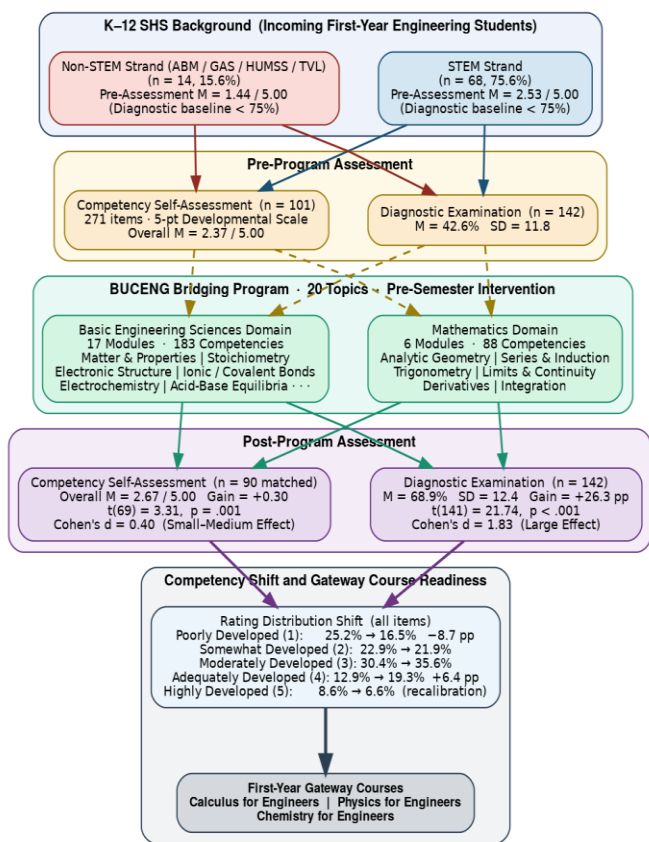 K–12 SHS Background (Incoming First-Year Engineering Students)
Non-STEM Strand (ABM / GAS / HUMSS / TVL)
(n = 14, 15.6%)
Pre-Assessment M = 1.44 / 5.00
(Diagnostic baseline < 75%)
STEM Strand
(n = 68, 75.6%)
Pre-Assessment M = 2.53 / 5.00
(Diagnostic baseline < 75%)
Pre-Program Assessment
Competency Self-Assessment (n = 101)
271 items · 5-pt Developmental Scale
Overall M = 2.37 / 5.00
Diagnostic Examination (n = 142)
M = 42.6% SD = 11.8
BUCENG Bridging Program · 20 Topics · Pre-Semester Intervention
Basic Engineering Sciences Domain
17 Modules · 183 Competencies
Matter & Properties | Stoichiometry
Electronic Structure | Ionic / Covalent Bonds
Electrochemistry | Acid-Base Equilibria · · ·
Mathematics Domain
6 Modules · 88 Competencies
Analytic Geometry | Series & Induction
Trigonometry | Limits & Continuity
Derivatives | Integration
Post-Program Assessment
Competency Self-Assessment (n = 90 matched)
Overall M = 2.67 / 5.00 Gain = +0.30
t(69) = 3.31, p = .001
Cohen's d = 0.40 (Small–Medium Effect)
Diagnostic Examination (n = 142)
M = 68.9% SD = 12.4 Gain = +26.3 pp
t(141) = 21.74, p < .001
Cohen's d = 1.83 (Large Effect)
Competency Shift and Gateway Course Readiness
Rating Distribution Shift (all items)
Poorly Developed (1): 25.2% → 16.5% −8.7 pp
Somewhat Developed (2): 22.9% → 21.9%
Moderately Developed (3): 30.4% → 35.6%
Adequately Developed (4): 12.9% → 19.3% +6.4 pp
Highly Developed (5): 8.6% → 6.6% (recalibration)
First-Year Gateway Courses
Calculus for Engineers | Physics for Engineers
Chemistry for Engineers